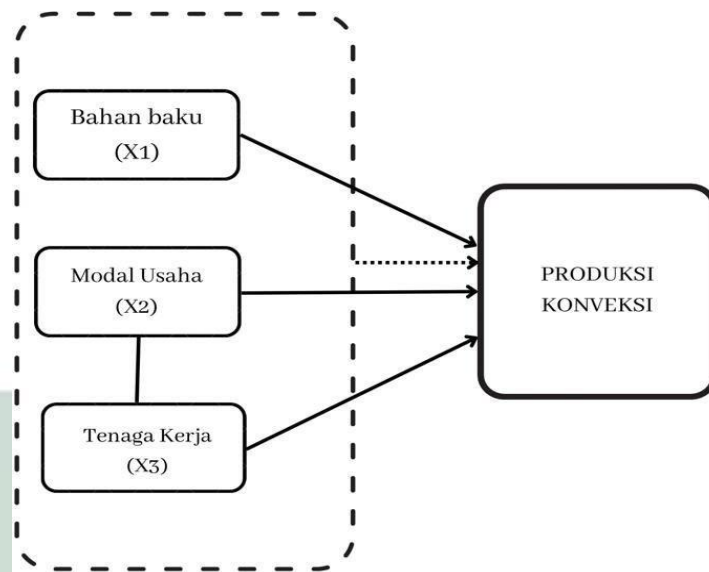 Bahan baku
(X1)
Modal Usaha
(X2)
Tenaga Kerja
(X3)
PRODUKSI
KONVEKSI